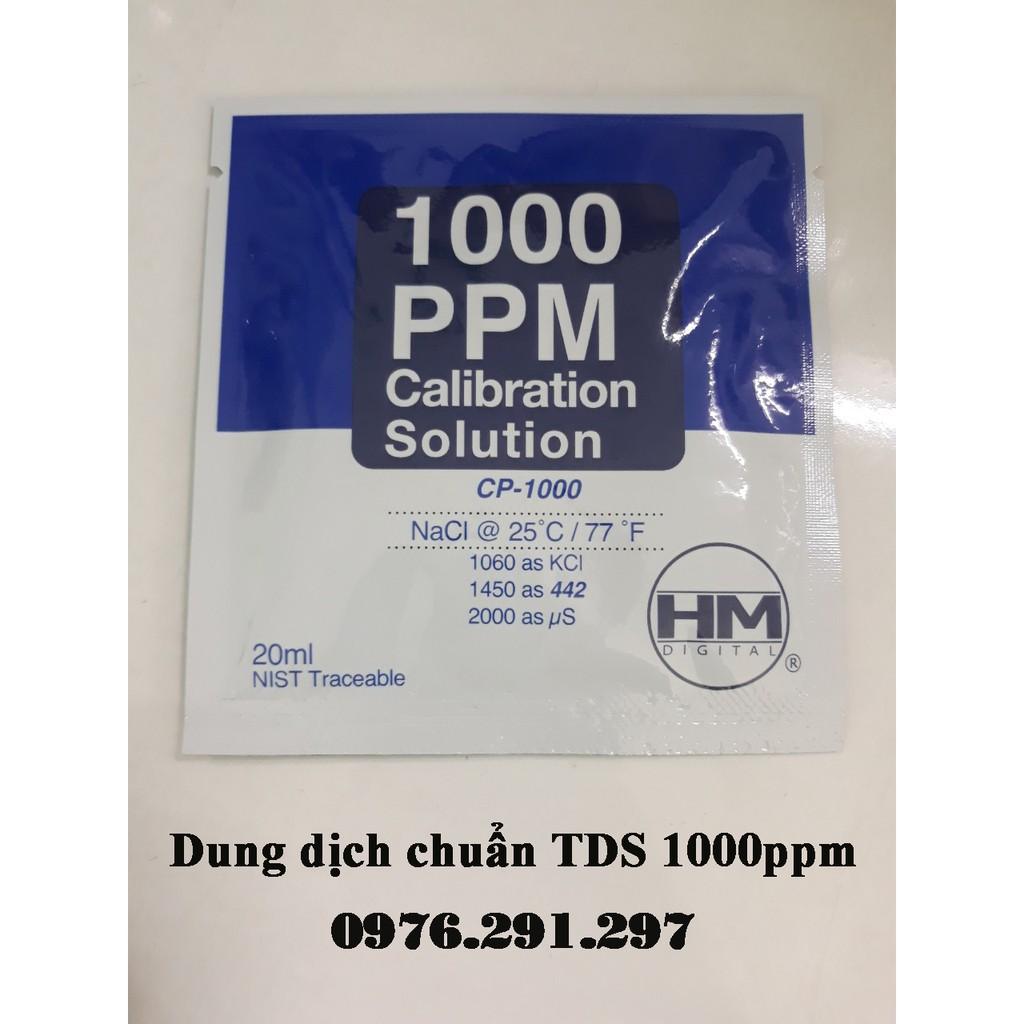 1000
PPM
Calibration
Solution
CP-1000
NaCl @ 25°C / 77 °F
1060 as KCl
1450 as 442
2000 as µS
HM
DIGITAL
®
20ml
NIST Traceable
Dung dịch chuẩn TDS 1000ppm
0976.291.297